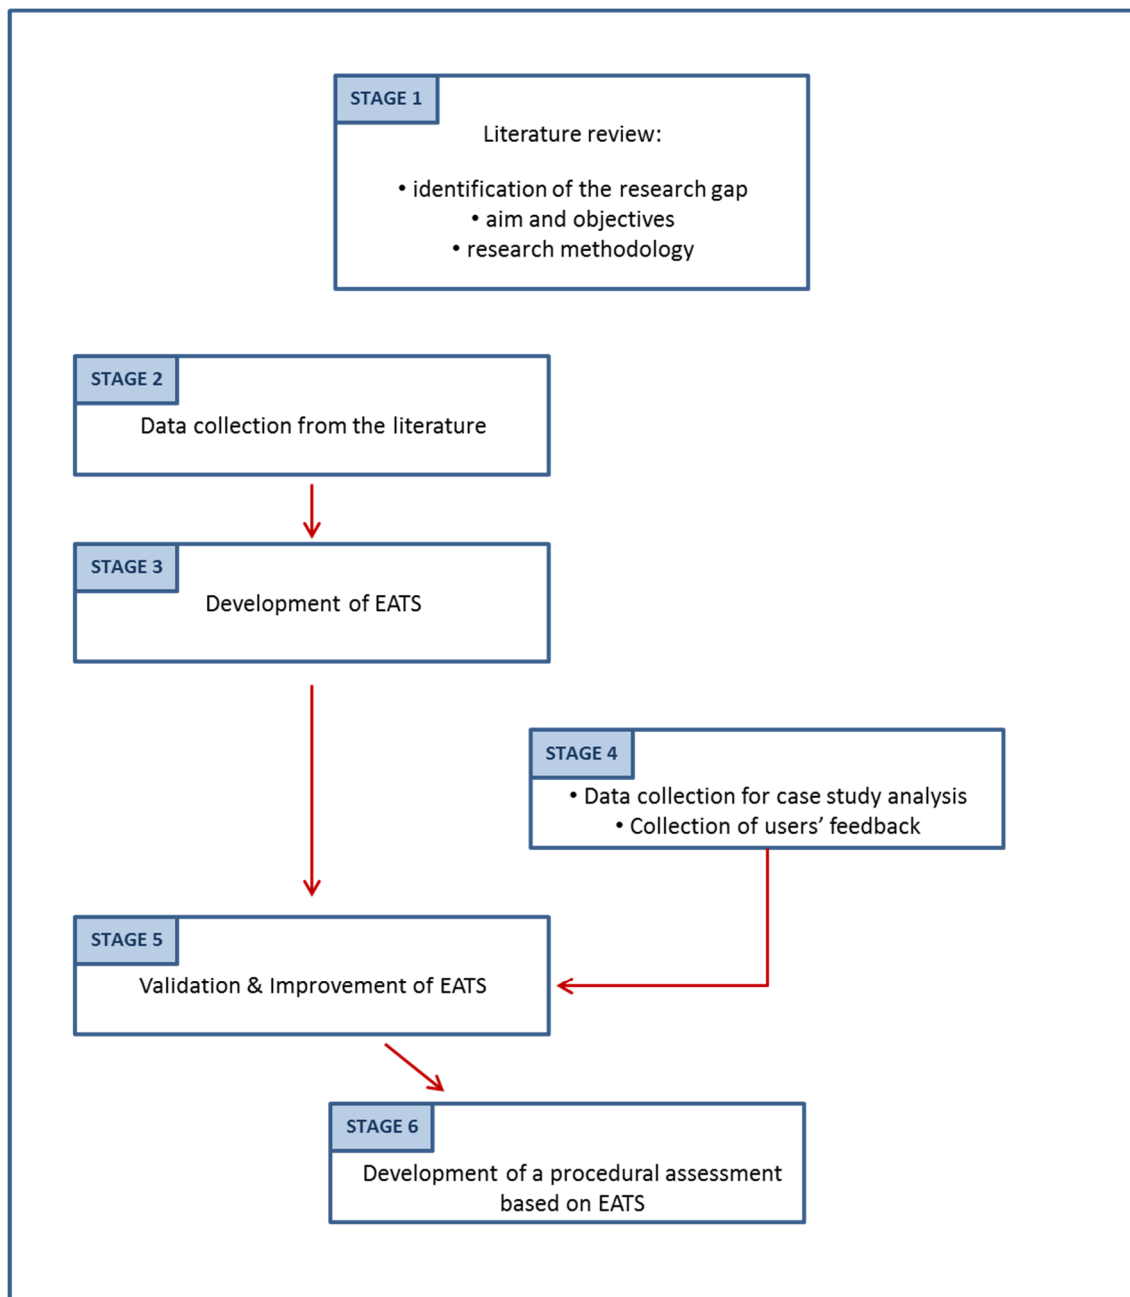 STAGE 1
Literature review:
• identification of the research gap
• aim and objectives
• research methodology
STAGE 2
Data collection from the literature
STAGE 3
Development of EATS
STAGE 4
• Data collection for case study analysis
• Collection of users’ feedback
STAGE 5
Validation & Improvement of EATS
STAGE 6
Development of a procedural assessment
based on EATS